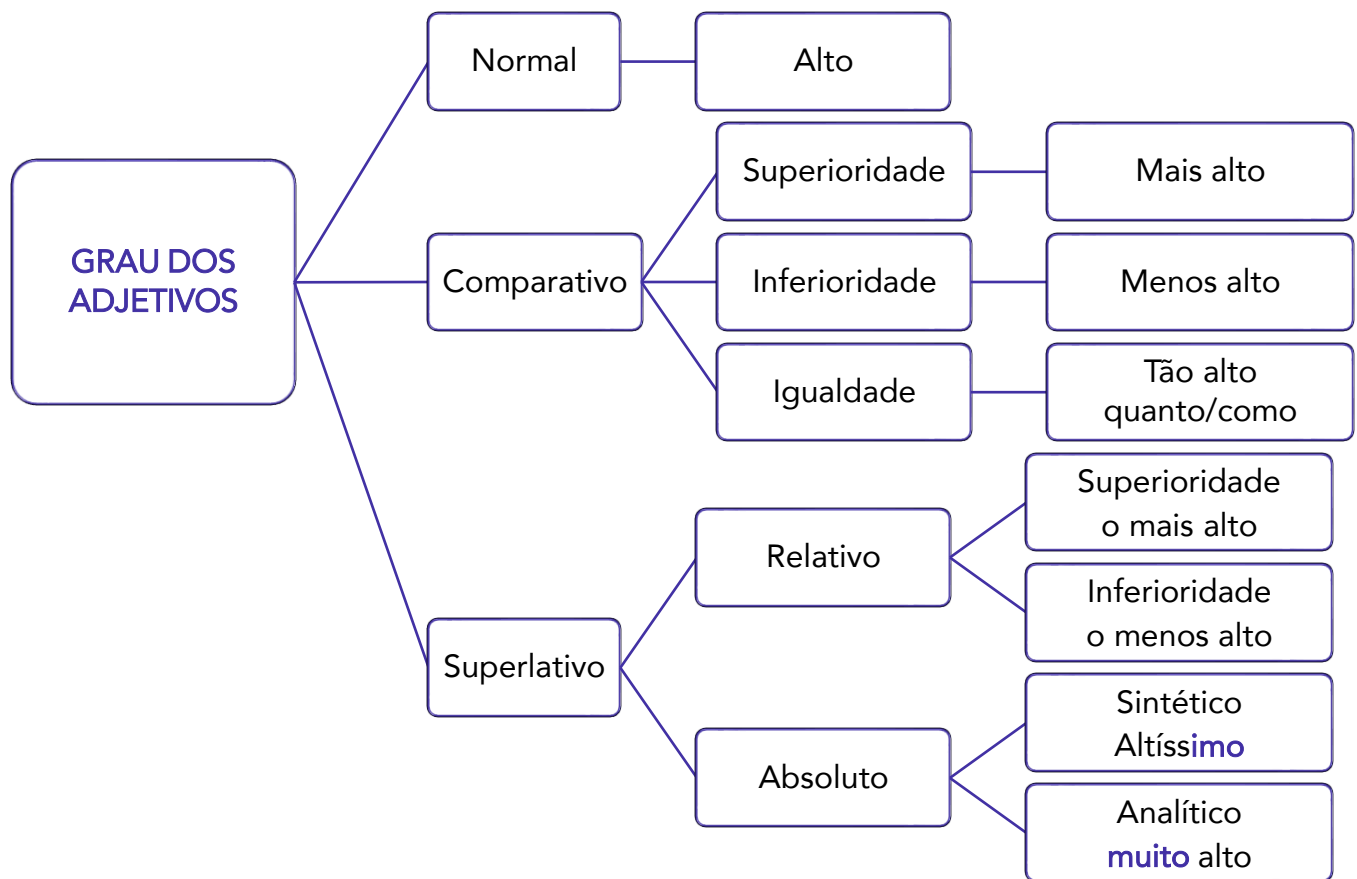 GRAU DOS
ADJETIVOS
Normal
Alto
Comparativo
Superioridade
Mais alto
Inferioridade
Menos alto
Igualdade
Tão alto
quanto/como
Superlativo
Relativo
Superioridade
o mais alto
Inferioridade
o menos alto
Absoluto
Sintético
Altíssimo
Analítico
muito alto